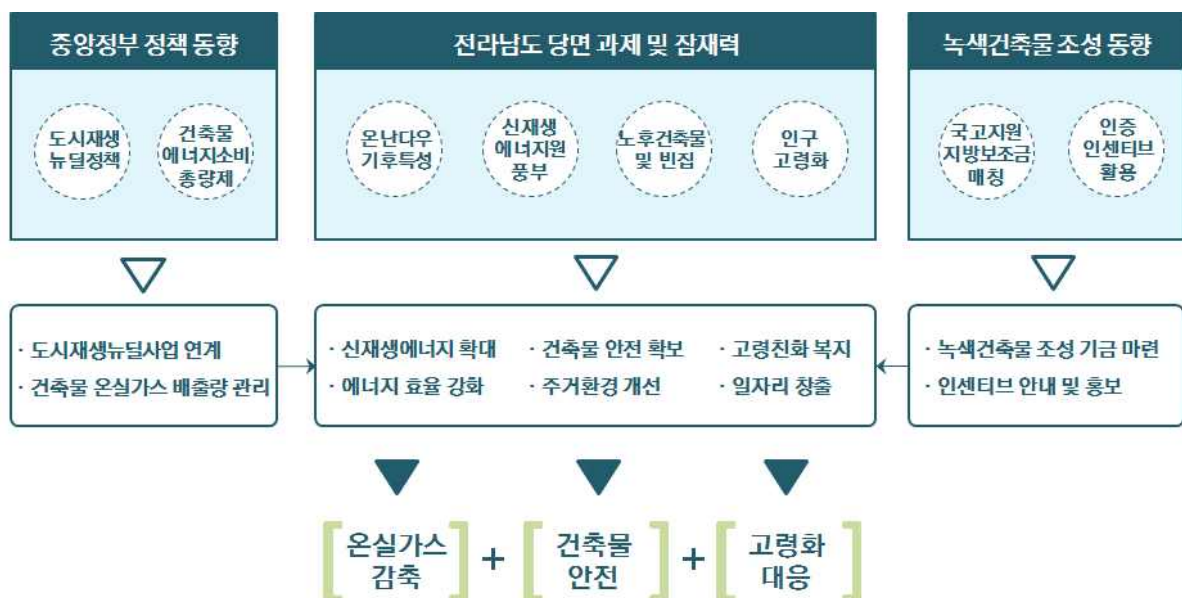 중앙정부 정책 동향
도시재생
뉴딜정책
건축물
에너지소비
총량제
전라남도 당면 과제 및 잠재력
온난다우
기후특성
신재생
에너지원
풍부
노후건축물
및 빈집
인구
고령화
녹색건축물 조성 동향
국고지원
지방보조금
매칭
인증
인센티브
활용
· 도시재생뉴딜사업 연계
· 건축물 온실가스 배출량 관리
· 신재생에너지 확대
· 에너지 효율 강화
· 건축물 안전 확보
· 주거환경 개선
· 고령친화 복지
· 일자리 창출
· 녹색건축물 조성 기금 마련
· 인센티브 안내 및 홍보
[온실가스
감축] + [건축물
안전] + [고령화
대응]